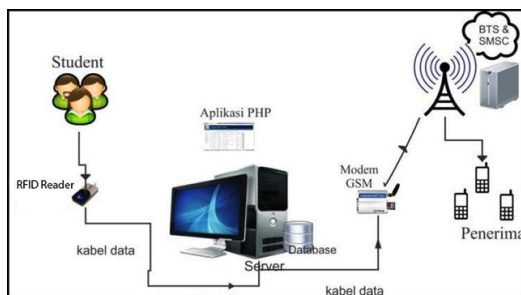 Student
RFID Reader
kabel data
Aplikasi PHP
Database
Server
kabel data
Modem
GSM
BTS &
SMSC
Penerima